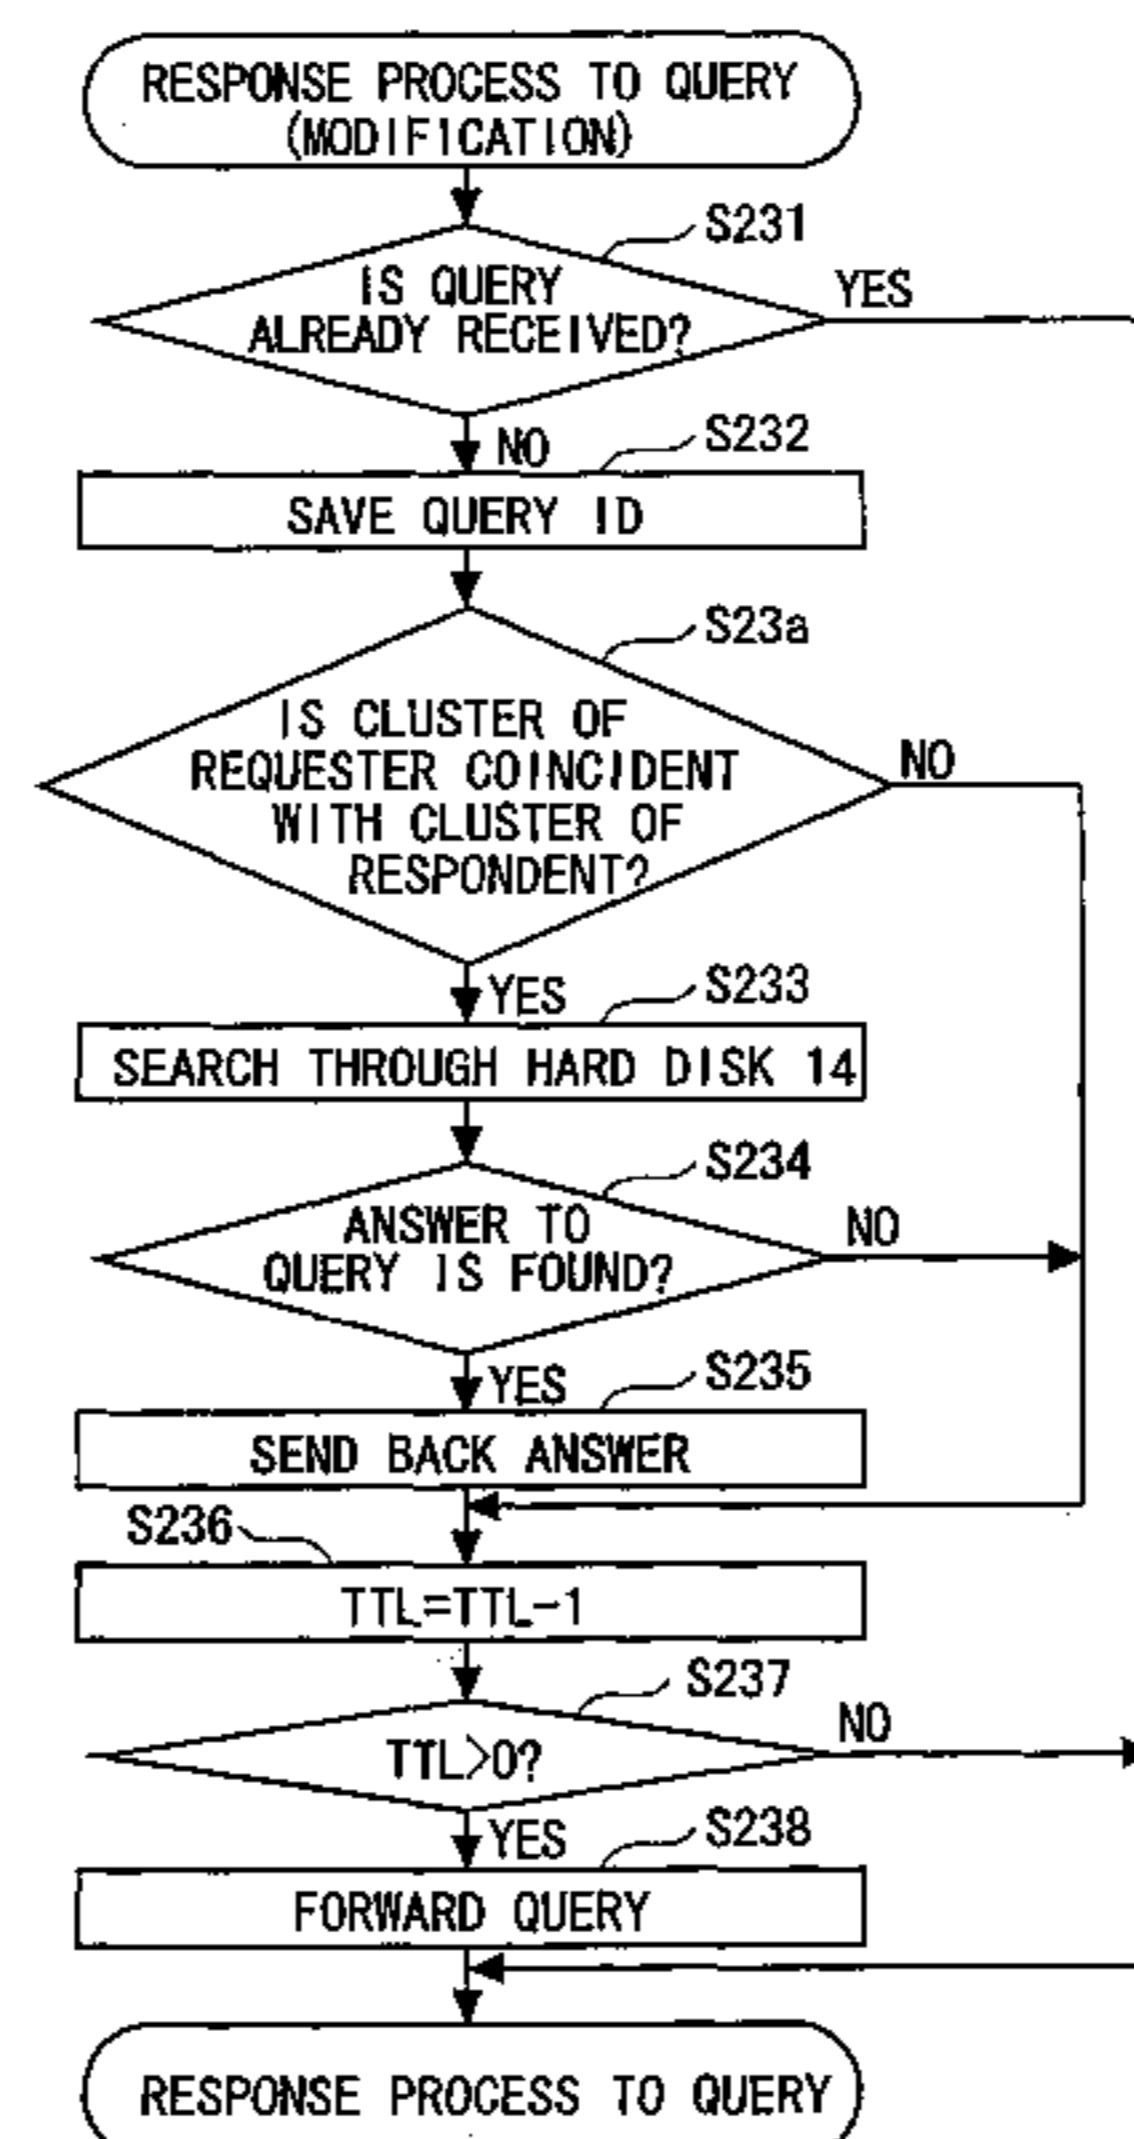 RESPONSE PROCESS TO QUERY
(MODIFICATION)
S231
IS QUERY
ALREADY RECEIVED?
YES
NO
S232
SAVE QUERY ID
S23a
IS CLUSTER OF
REQUESTER COINCIDENT
WITH CLUSTER OF
RESPONDENT?
NO
YES
S233
SEARCH THROUGH HARD DISK 14
S234
ANSWER TO
QUERY IS FOUND?
NO
YES
S235
SEND BACK ANSWER
S236
TTL=TTL-1
S237
TTL>0?
NO
YES
S238
FORWARD QUERY
RESPONSE PROCESS TO QUERY